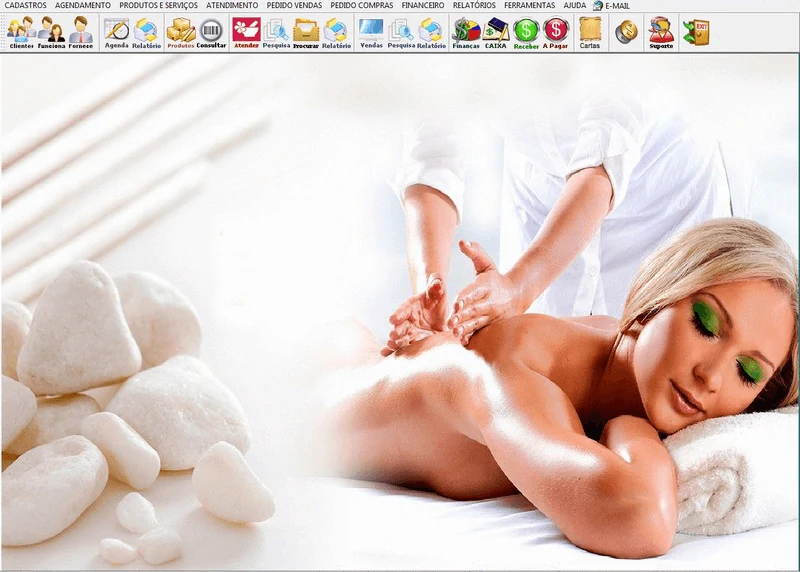 CADASTROS AGENDAMENTO PRODUTOS E SERVIÇOS ATENDIMENTO PEDIDO VENDAS PEDIDO COMPRAS FINANCEIRO RELATÓRIOS FERRAMENTAS AJUDA E-MAIL
Clientes Funciona Fornece Agenda Relatório Produtos Consultar Atender Pesquisa Procurar Relatório Vendas Pesquisa Relatório Finanças CAIXA Receber A Pagar Cartas Suporte
EXIT